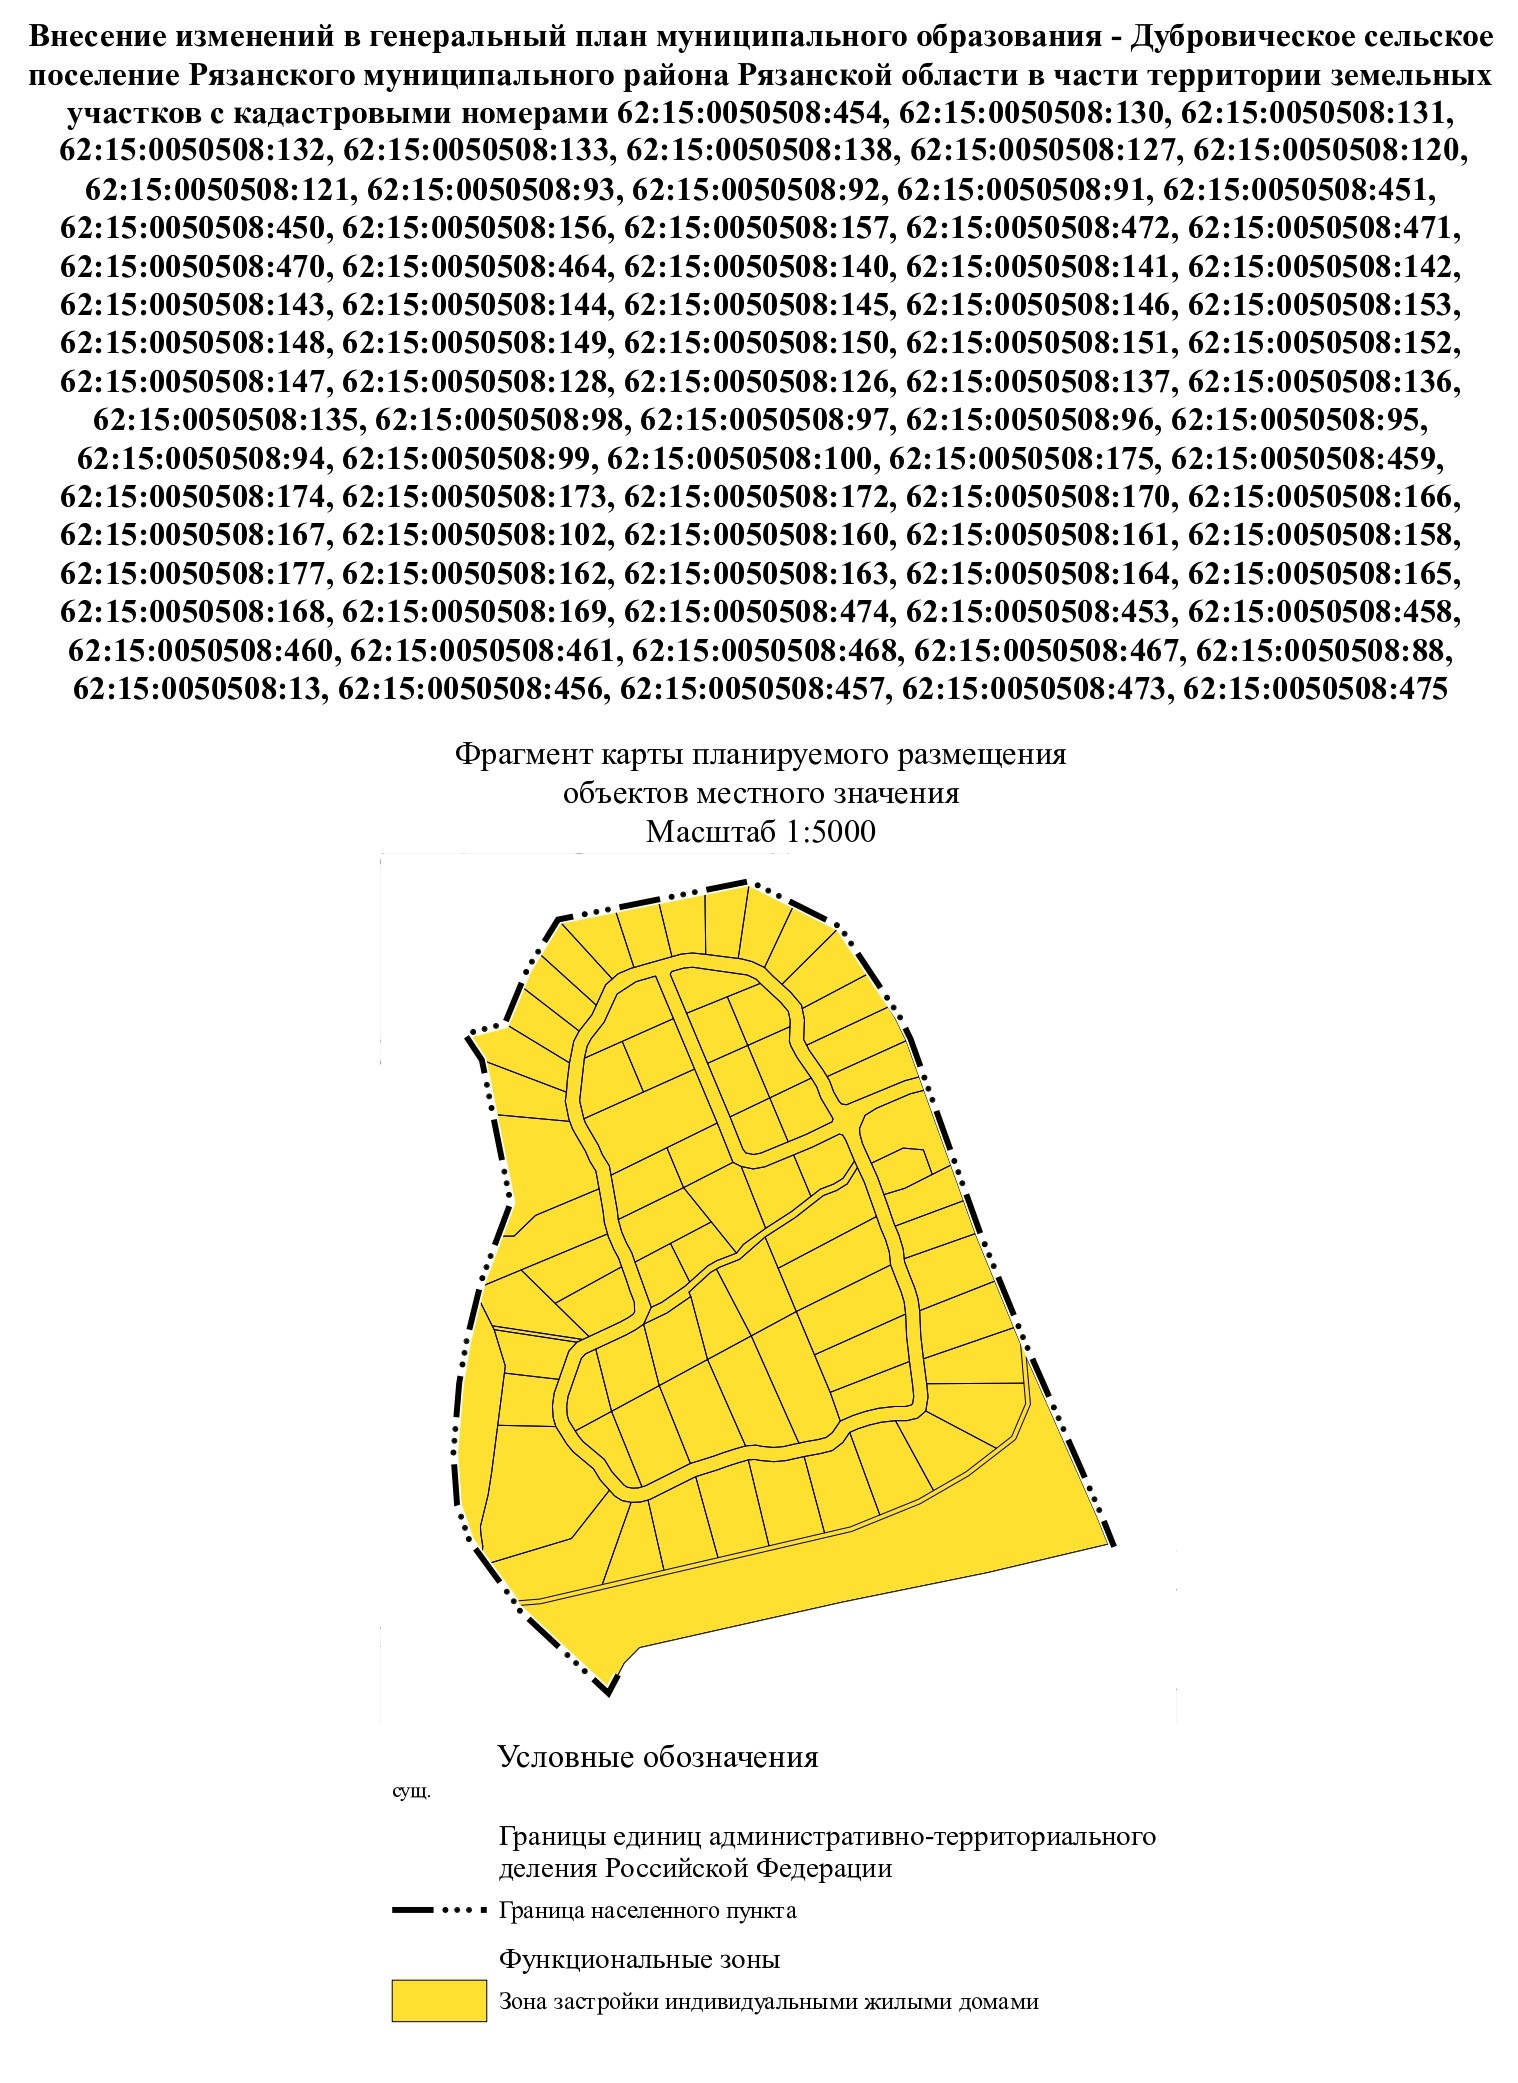 Внесение изменений в генеральный план муниципального образования - Дубровическое сельское
поселение Рязанского муниципального района Рязанской области в части территории земельных
участков с кадастровыми номерами 62:15:0050508:454, 62:15:0050508:130, 62:15:0050508:131,
62:15:0050508:132, 62:15:0050508:133, 62:15:0050508:138, 62:15:0050508:127, 62:15:0050508:120,
62:15:0050508:121, 62:15:0050508:93, 62:15:0050508:92, 62:15:0050508:91, 62:15:0050508:451,
62:15:0050508:450, 62:15:0050508:156, 62:15:0050508:157, 62:15:0050508:472, 62:15:0050508:471,
62:15:0050508:470, 62:15:0050508:464, 62:15:0050508:140, 62:15:0050508:141, 62:15:0050508:142,
62:15:0050508:143, 62:15:0050508:144, 62:15:0050508:145, 62:15:0050508:146, 62:15:0050508:153,
62:15:0050508:148, 62:15:0050508:149, 62:15:0050508:150, 62:15:0050508:151, 62:15:0050508:152,
62:15:0050508:147, 62:15:0050508:128, 62:15:0050508:126, 62:15:0050508:137, 62:15:0050508:136,
62:15:0050508:135, 62:15:0050508:98, 62:15:0050508:97, 62:15:0050508:96, 62:15:0050508:95,
62:15:0050508:94, 62:15:0050508:99, 62:15:0050508:100, 62:15:0050508:175, 62:15:0050508:459,
62:15:0050508:174, 62:15:0050508:173, 62:15:0050508:172, 62:15:0050508:170, 62:15:0050508:166,
62:15:0050508:167, 62:15:0050508:102, 62:15:0050508:160, 62:15:0050508:161, 62:15:0050508:158,
62:15:0050508:177, 62:15:0050508:162, 62:15:0050508:163, 62:15:0050508:164, 62:15:0050508:165,
62:15:0050508:168, 62:15:0050508:169, 62:15:0050508:474, 62:15:0050508:453, 62:15:0050508:458,
62:15:0050508:460, 62:15:0050508:461, 62:15:0050508:468, 62:15:0050508:467, 62:15:0050508:88,
62:15:0050508:13, 62:15:0050508:456, 62:15:0050508:457, 62:15:0050508:473, 62:15:0050508:475
Фрагмент карты планируемого размещения
объектов местного значения
Масштаб 1:5000
Условные обозначения
сущ.
Границы единиц административно-территориального
деления Российской Федерации
Граница населенного пункта
Функциональные зоны
Зона застройки индивидуальными жилыми домами